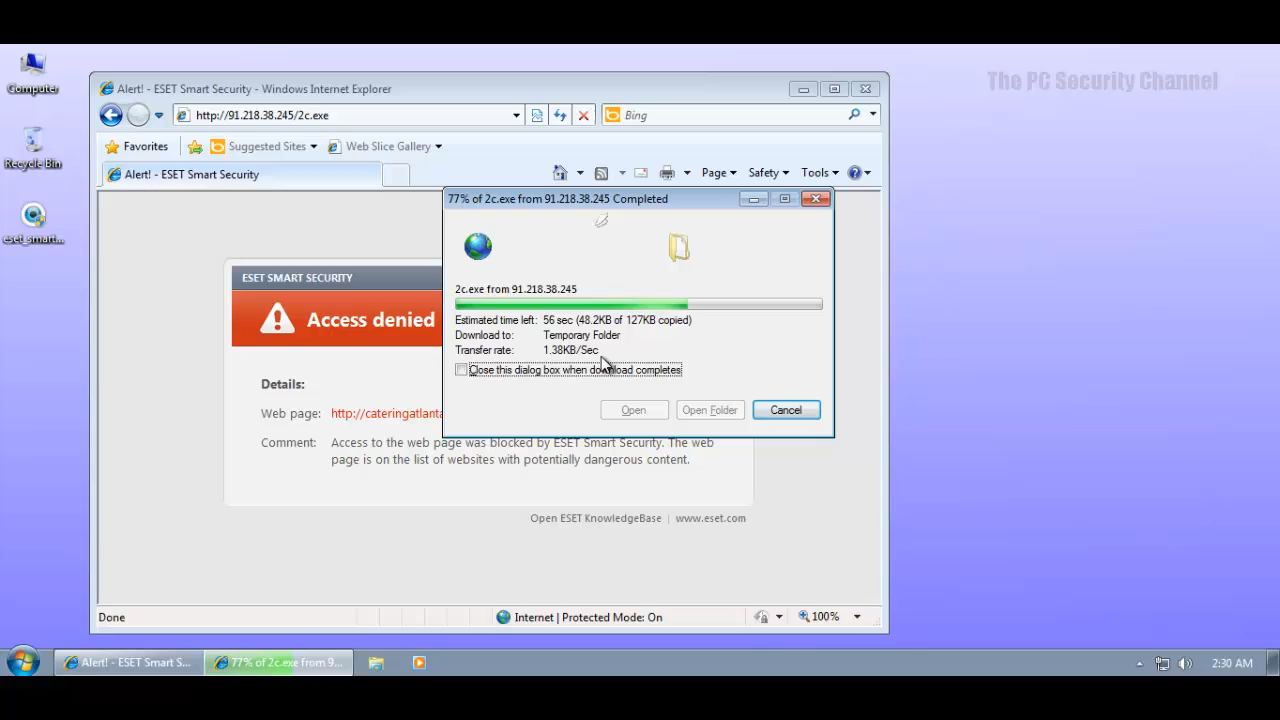 The PC Security Channel
Computer
Recycle Bin
eset_smart...
Alert! - ESET Smart Security - Windows Internet Explorer
http://91.218.38.245/2c.exe
Bing
Favorites
Suggested Sites
Web Slice Gallery
Alert! - ESET Smart Security
Page
Safety
Tools
77% of 2c.exe from 91.218.38.245 Completed
2c.exe from 91.218.38.245
Estimated time left: 56 sec (48.2KB of 127KB copied)
Download to: Temporary Folder
Transfer rate: 1.38KB/Sec
Close this dialog box when download completes
Open
Open Folder
Cancel
ESET SMART SECURITY
Access denied
Details:
Web page: http://cateringatlanta
Comment: Access to the web page was blocked by ESET Smart Security. The web
page is on the list of websites with potentially dangerous content.
Open ESET KnowledgeBase | www.eset.com
Done
Internet | Protected Mode: On
100%
Alert! - ESET Smart S...
77% of 2c.exe from 9...
2:30 AM